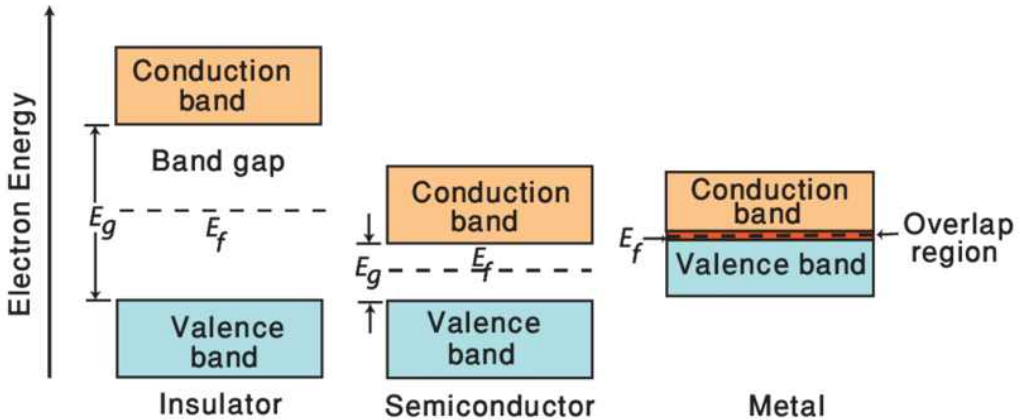 Electron Energy
Conduction
band
Band gap
Eg
Ef
Valence
band
Insulator
Conduction
band
Eg
Ef
Valence
band
Semiconductor
Conduction
band
Ef
Overlap
region
Valence band
Metal